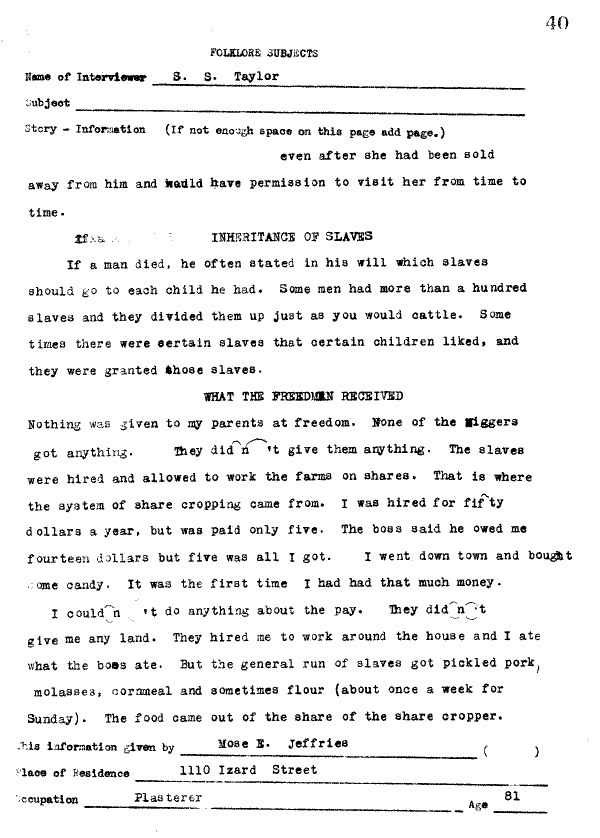 40
FOLKLORE SUBJECTS
Name of Interviewer S. S. Taylor
Subject
Story - Information (If not enough space on this page add page.)
even after she had been sold
away from him and would have permission to visit her from time to
time.
If
INHERITANCE OF SLAVES
If a man died, he often stated in his will which slaves
should go to each child he had. Some men had more than a hundred
slaves and they divided them up just as you would cattle. Some
times there were certain slaves that certain children liked, and
they were granted those slaves.
WHAT THE FREEDMEN RECEIVED
Nothing was given to my parents at freedom. None of the Niggers
got anything. They didn 't give them anything. The slaves
were hired and allowed to work the farms on shares. That is where
the system of share cropping came from. I was hired for fifty
dollars a year, but was paid only five. The boss said he owed me
fourteen dollars but five was all I got. I went down town and bought
some candy. It was the first time I had had that much money.
I couldn 't do anything about the pay. They didn't
give me any land. They hired me to work around the house and I ate
what the boss ate. But the general run of slaves got pickled pork,
molasses, cornmeal and sometimes flour (about once a week for
Sunday). The food came out of the share of the share cropper.
This information given by Mose E. Jeffries ( )
Place of Residence 1110 Izard Street
Occupation Plasterer Age 81